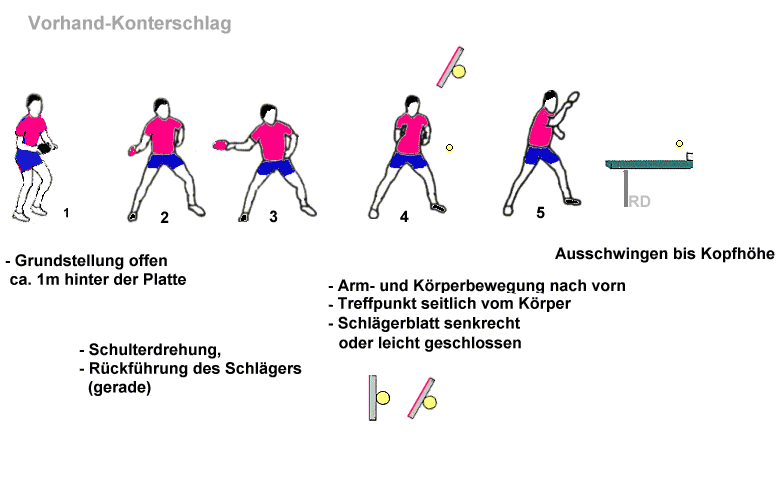 Vorhand-Konterschlag
1
2
3
4
5
RD
- Grundstellung offen
ca. 1m hinter der Platte
Ausschwingen bis Kopfhöhe
- Arm- und Körperbewegung nach vorn
- Treffpunkt seitlich vom Körper
- Schlägerblatt senkrecht
oder leicht geschlossen
- Schulterdrehung,
- Rückführung des Schlägers
(gerade)